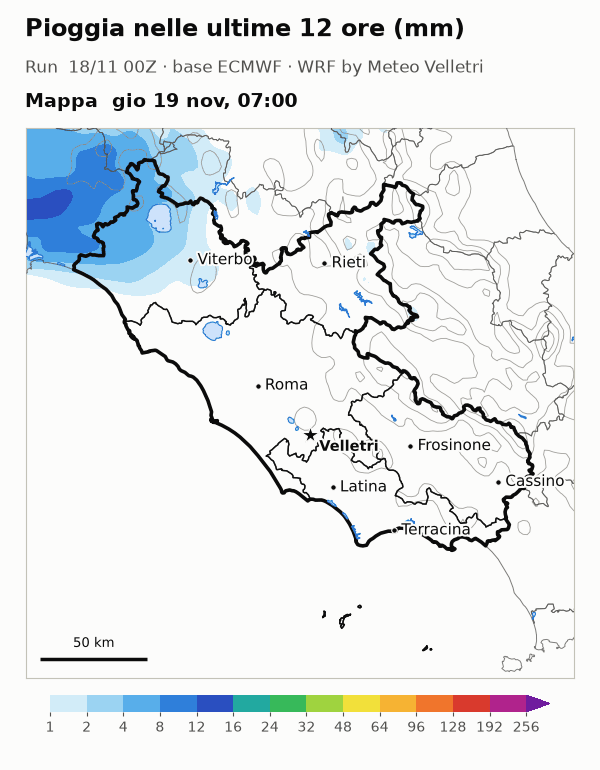 Pioggia nelle ultime 12 ore (mm)
Run 18/11 00Z · base ECMWF · WRF by Meteo Velletri
Mappa gio 19 nov, 07:00
Viterbo
Rieti
Roma
Velletri
Frosinone
Latina
Cassino
Terracina
50 km
1 2 4 8 12 16 24 32 48 64 96 128 192 256